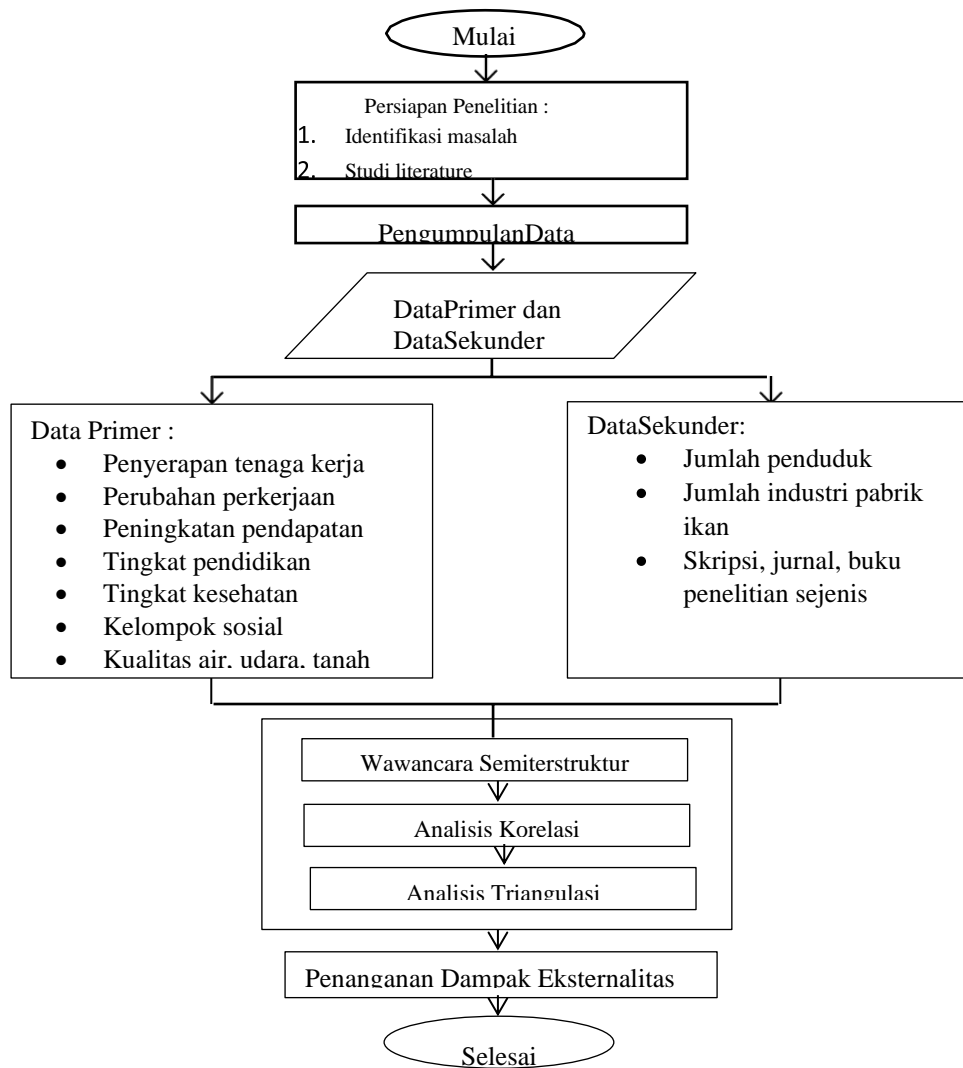 Mulai
Persiapan Penelitian :
1. Identifikasi masalah
2. Studi literature
PengumpulanData
DataPrimer dan
DataSekunder
Data Primer :
• Penyerapan tenaga kerja
• Perubahan perkerjaan
• Peningkatan pendapatan
• Tingkat pendidikan
• Tingkat kesehatan
• Kelompok sosial
• Kualitas air, udara, tanah
DataSekunder:
• Jumlah penduduk
• Jumlah industri pabrik
ikan
• Skripsi, jurnal, buku
penelitian sejenis
Wawancara Semiterstruktur
Analisis Korelasi
Analisis Triangulasi
Penanganan Dampak Eksternalitas
Selesai